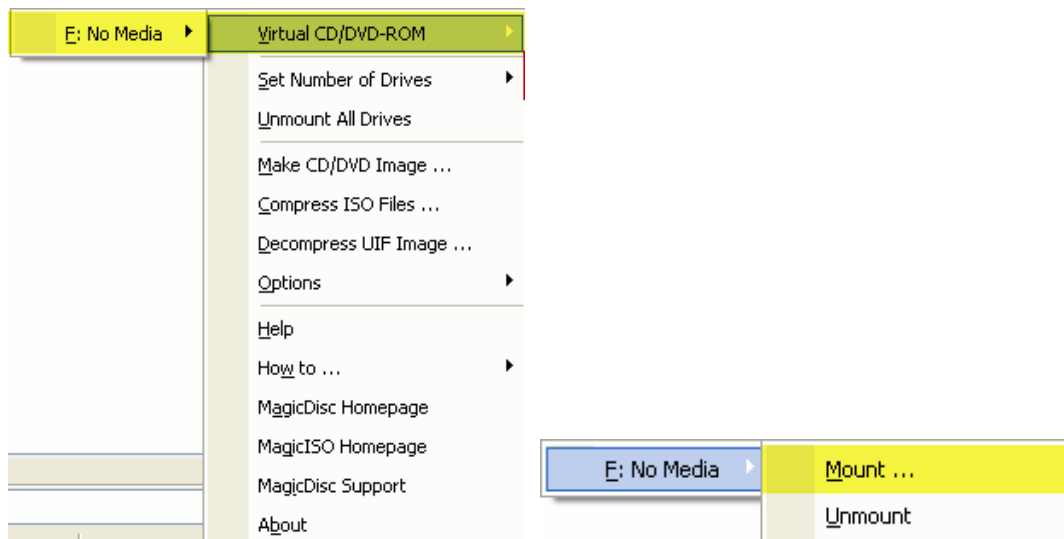 F: No Media
Virtual CD/DVD-ROM
Set Number of Drives
Unmount All Drives
Make CD/DVD Image ...
Compress ISO Files ...
Decompress UIF Image ...
Options
Help
How to ...
MagicDisc Homepage
MagicISO Homepage
MagicDisc Support
About
F: No Media
Mount ...
Unmount